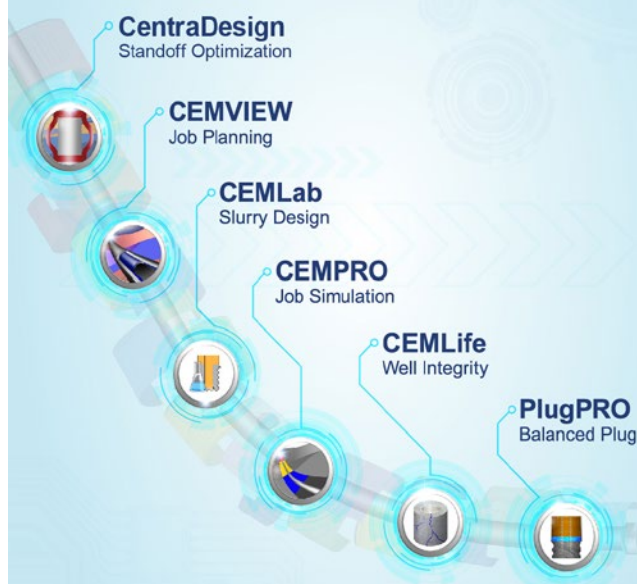 CentraDesign
Standoff Optimization
CEMVIEW
Job Planning
CEMLab
Slurry Design
CEMPRO
Job Simulation
CEMLife
Well Integrity
PlugPRO
Balanced Plug